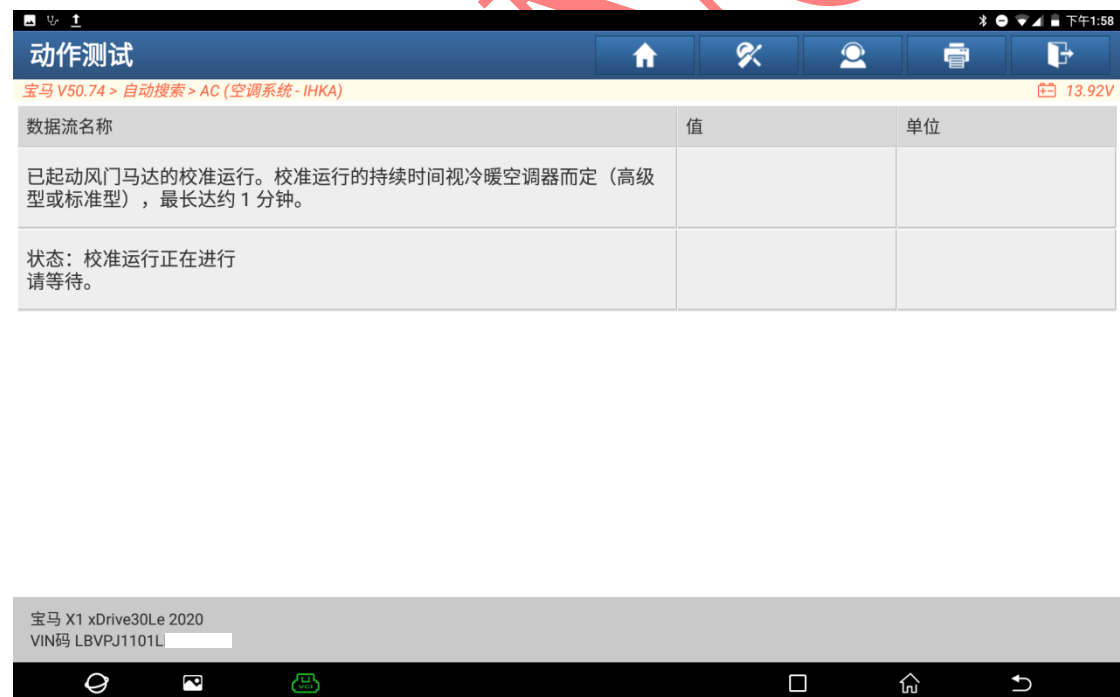 下午1:58
动作测试
宝马 V50.74 > 自动搜索 > AC (空调系统 - IHKA)
13.92V
数据流名称
值
单位
已起动风门马达的校准运行。校准运行的持续时间视冷暖空调器而定（高级
型或标准型），最长达约 1 分钟。
状态：校准运行正在进行
请等待。
宝马 X1 xDrive30Le 2020
VIN码 LBVPJ1101L
VCI